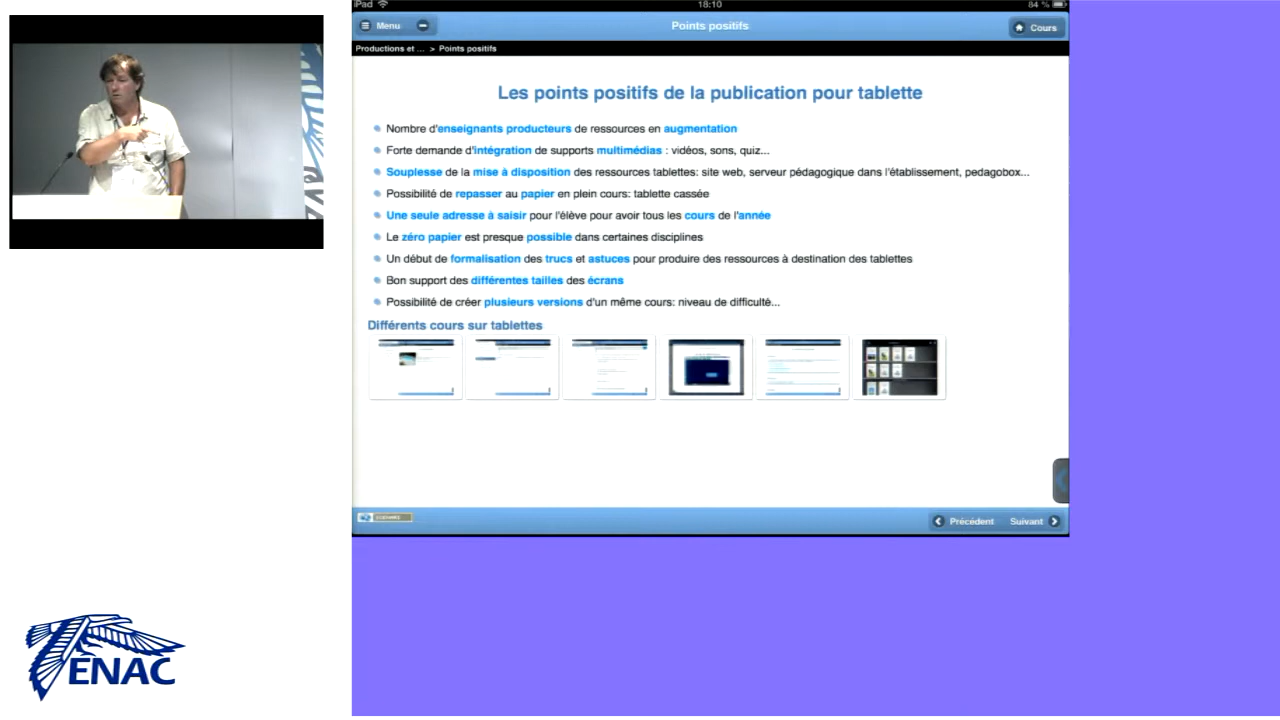 iPad
18:10
84 %
Menu
Points positifs
Cours
Productions et ... > Points positifs
Les points positifs de la publication pour tablette
Nombre d'enseignants producteurs de ressources en augmentation
Forte demande d'intégration de supports multimédias : vidéos, sons, quiz...
Souplesse de la mise à disposition des ressources tablettes: site web, serveur pédagogique dans l'établissement, pedagobox...
Possibilité de repasser au papier en plein cours: tablette cassée
Une seule adresse à saisir pour l'élève pour avoir tous les cours de l'année
Le zéro papier est presque possible dans certaines disciplines
Un début de formalisation des trucs et astuces pour produire des ressources à destination des tablettes
Bon support des différentes tailles des écrans
Possibilité de créer plusieurs versions d'un même cours: niveau de difficulté...
Différents cours sur tablettes
Précédent
Suivant
ENAC